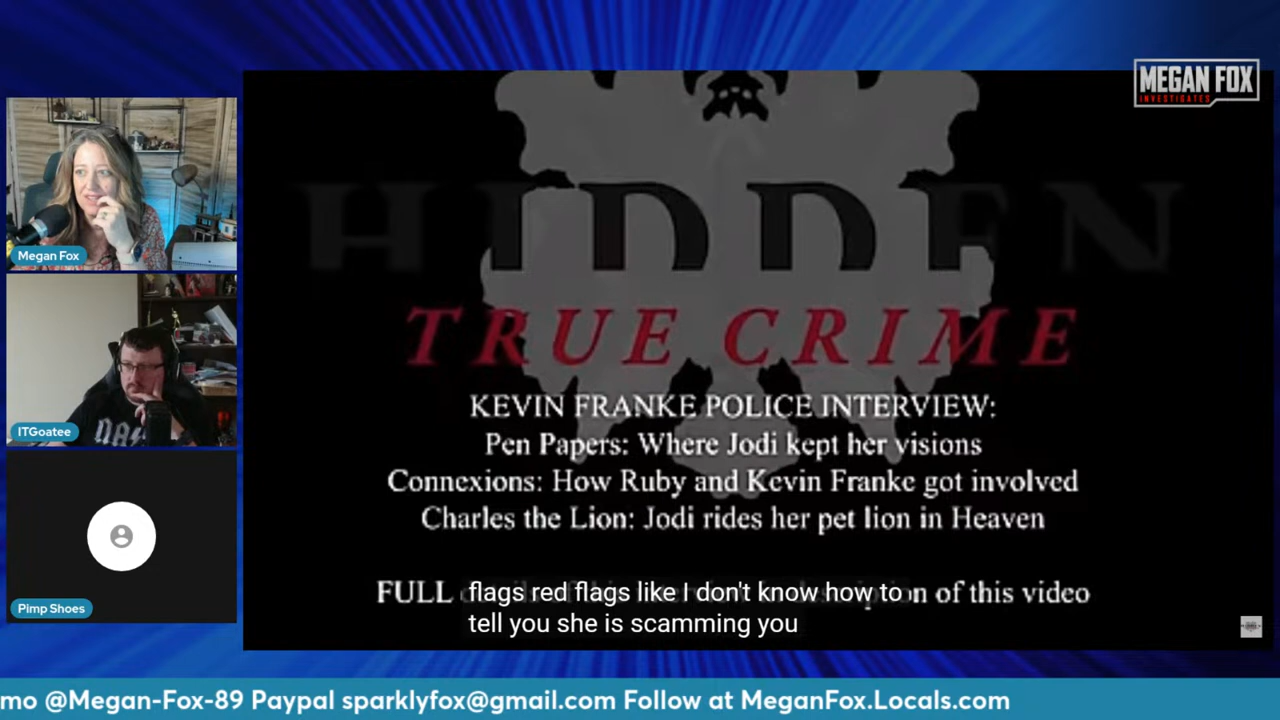 MEGAN FOX
INVESTIGATES
HIDDEN
TRUE CRIME
KEVIN FRANKE POLICE INTERVIEW:
Pen Papers: Where Jodi kept her visions
Connexions: How Ruby and Kevin Franke got involved
Charles the Lion: Jodi rides her pet lion in Heaven
FULL on of this video
flags red flags like I don't know how to
tell you she is scamming you
Megan Fox
ITGoatee
Pimp Shoes
mo @Megan-Fox-89 Paypal sparklyfox@gmail.com Follow at MeganFox.Locals.com